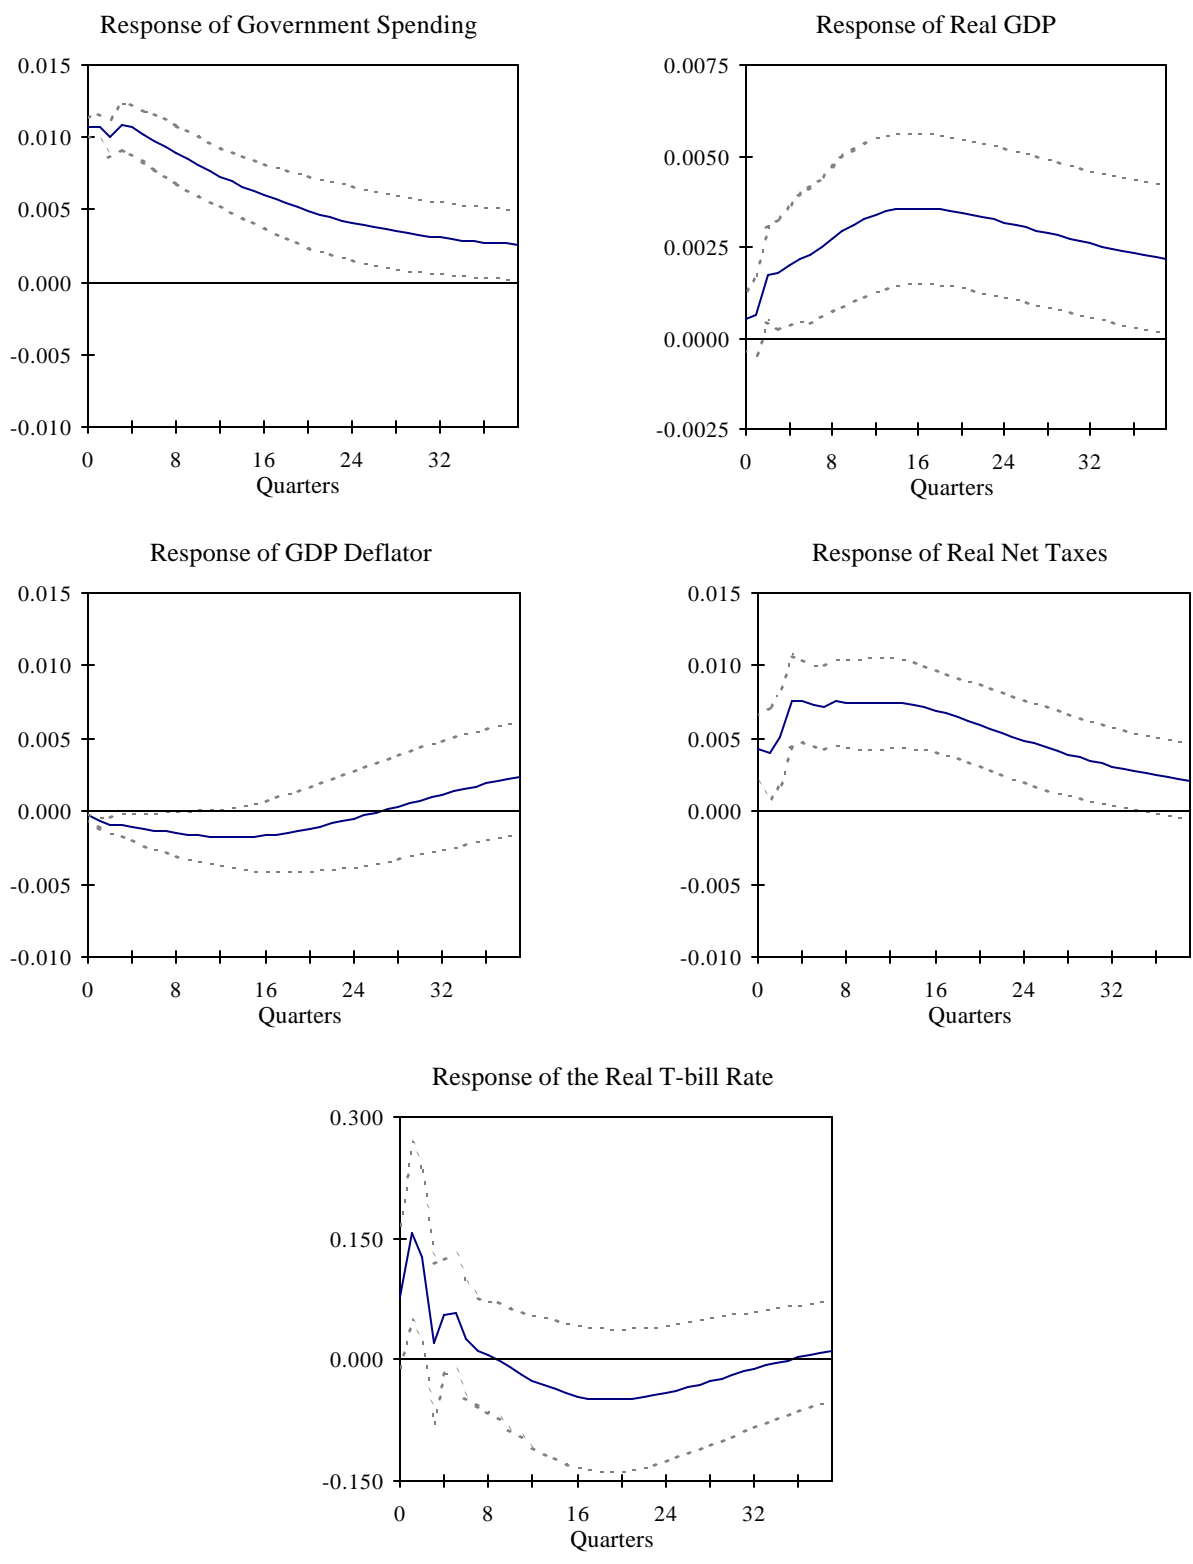 Response of Government Spending
0.015
0.010
0.005
0.000
-0.005
-0.010
0 8 16 24 32
Quarters
Response of Real GDP
0.0075
0.0050
0.0025
0.0000
-0.0025
0 8 16 24 32
Quarters
Response of GDP Deflator
0.015
0.010
0.005
0.000
-0.005
-0.010
0 8 16 24 32
Quarters
Response of Real Net Taxes
0.015
0.010
0.005
0.000
-0.005
-0.010
0 8 16 24 32
Quarters
Response of the Real T-bill Rate
0.300
0.150
0.000
-0.150
0 8 16 24 32
Quarters